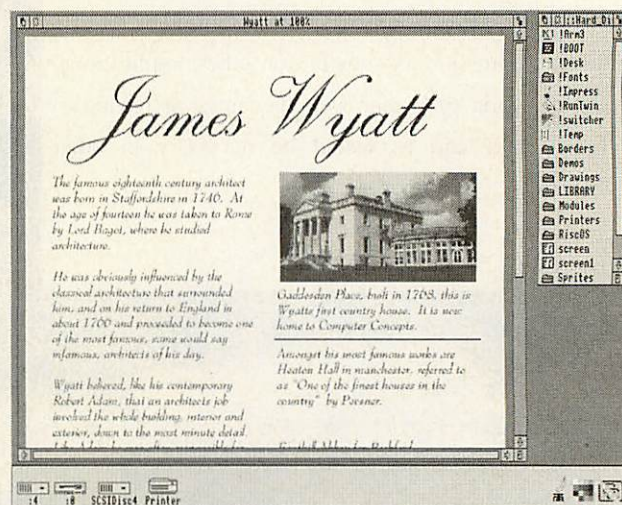 Wyatt at 100%
James Wyatt
The famous eighteenth century architect
was born in Staffordshire in 1746. At
the age of fourteen he was taken to Rome
by Lord Bagot, where he studied
architecture.
He was obviously influenced by the
classical architecture that surrounded
him, and on his return to England in
about 1766 and proceeded to become one
of the most famous, some would say
infamous, architects of his day.
Wyatt believed, like his contemporary
Robert Adam, that an architects job
involved the whole building, interior and
exterior, down to the most minute detail.
Gaddesden Place, built in 1768, this is
Wyatts first country house. It is now
home to Computer Concepts.
Amongst his most famous works are
Heaton Hall in manchester, referred to
as "One of the finest houses in the
country" by Pevsner.
::Hard_Di
!Arm3
!BOOT
!Desk
!Fonts
!Impress
!RunTwin
!switcher
!Temp
Borders
Demos
Drawings
LIBRARY
Modules
Printers
RiscOS
screen
screen1
Sprites
:4
:0
SCSIDisc4
Printer